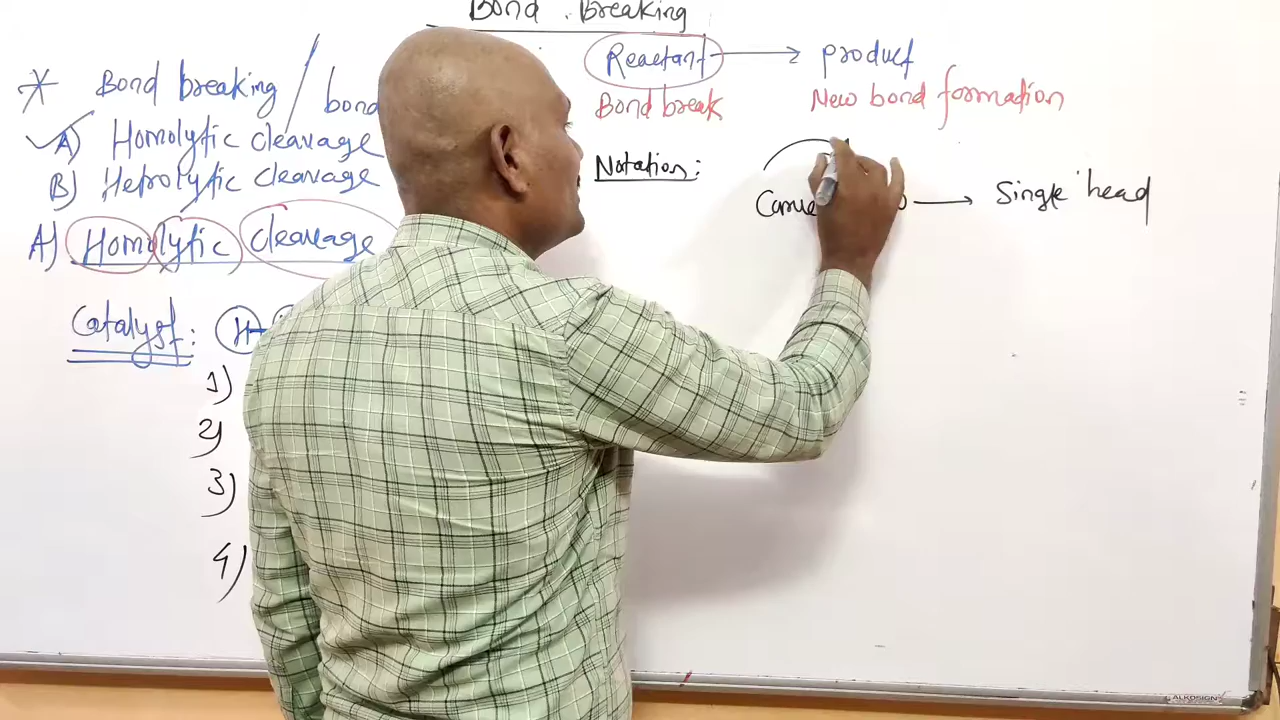 Bond . Breaking
* Bond breaking / bond
A) Homolytic cleavage
B) Hetrolytic cleavage
A) Homolytic cleavage
Catalyst : H-
1)
2)
3)
4)
Reactant → product
Bond break New bond formation
Notation :
→ Single head
ALKOSIGN